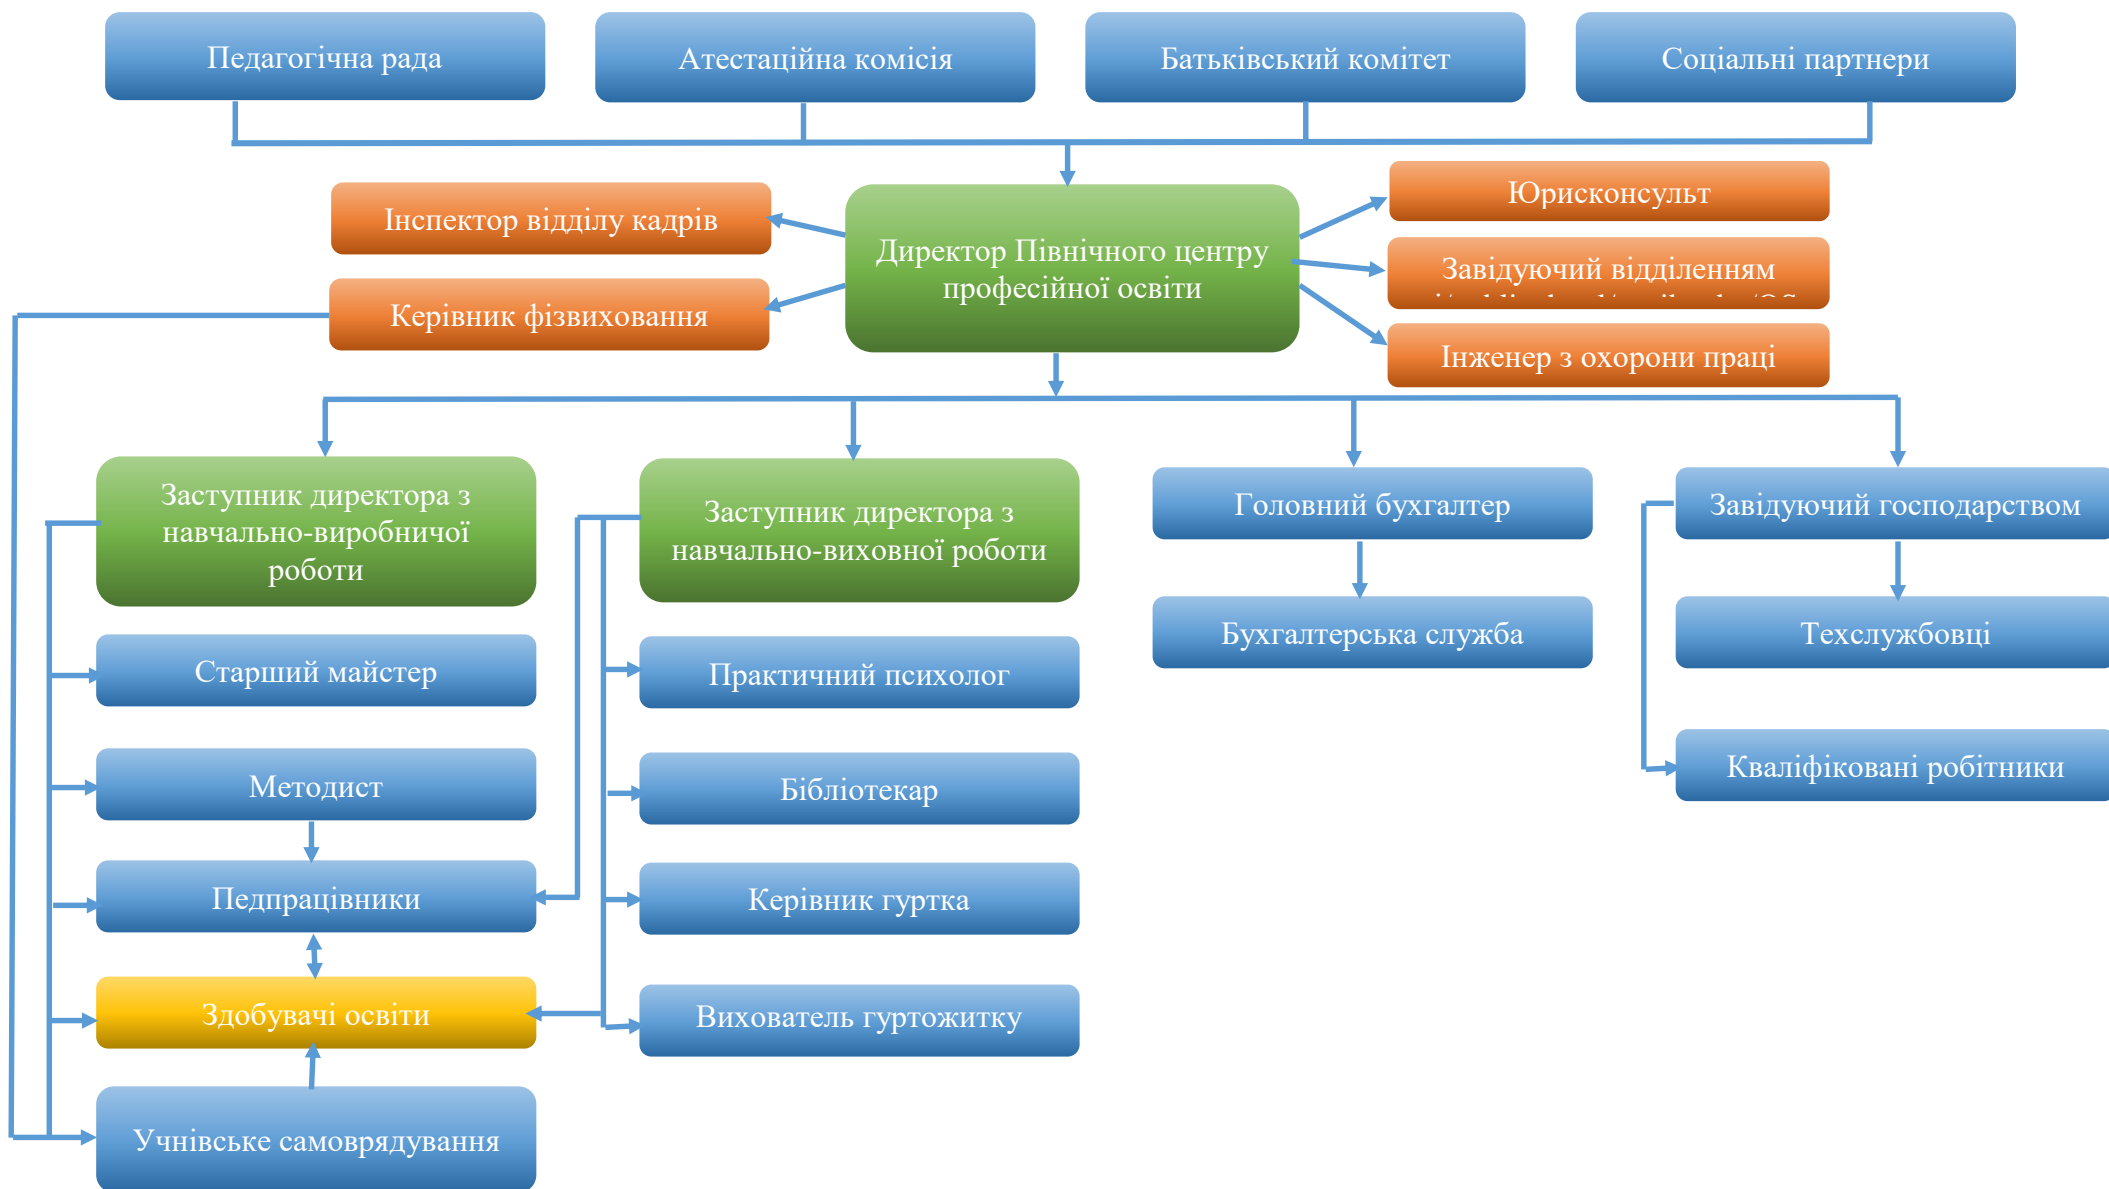 Педагогічна рада
Атестаційна комісія
Батьківський комітет
Соціальні партнери
Інспектор відділу кадрів
Керівник фізвиховання
Директор Північного центру
професійної освіти
Юрисконсульт
Завідуючий відділенням
Інженер з охорони праці
Заступник директора з
навчально-виробничої
роботи
Заступник директора з
навчально-виховної роботи
Головний бухгалтер
Завідуючий господарством
Бухгалтерська служба
Техслужбовці
Старший майстер
Практичний психолог
Кваліфіковані робітники
Методист
Бібліотекар
Педпрацівники
Керівник гуртка
Здобувачі освіти
Вихователь гуртожитку
Учнівське самоврядування